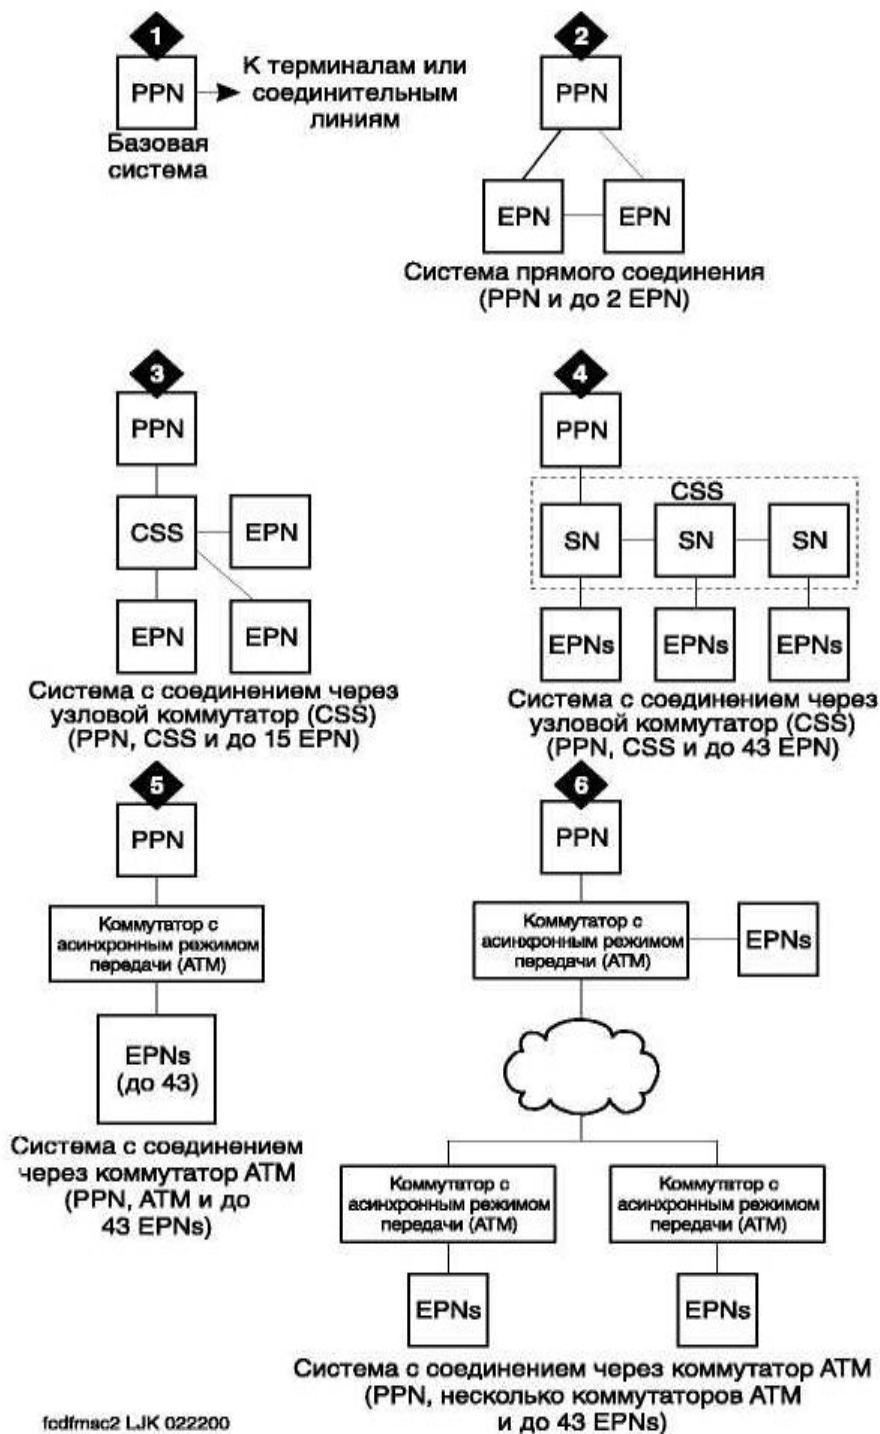 1
PPN
К терминалам или
соединительным
линиям
Базовая
система
2
PPN
EPN
EPN
Система прямого соединения
(PPN и до 2 EPN)
3
PPN
CSS
EPN
EPN
EPN
Система с соединением через
узловой коммутатор (CSS)
(PPN, CSS и до 15 EPN)
4
PPN
CSS
SN
SN
SN
EPNs
EPNs
EPNs
Система с соединением через
узловой коммутатор (CSS)
(PPN, CSS и до 43 EPN)
5
PPN
Коммутатор с
асинхронным режимом
передачи (ATM)
EPNs
(до 43)
Система с соединением
через коммутатор ATM
(PPN, ATM и до
43 EPNs)
6
PPN
Коммутатор с
асинхронным режимом
передачи (ATM)
EPNs
Коммутатор с
асинхронным режимом
передачи (ATM)
Коммутатор с
асинхронным режимом
передачи (ATM)
EPNs
EPNs
Система с соединением через коммутатор ATM
(PPN, несколько коммутаторов ATM
и до 43 EPNs)
fcdfmsc2 LJK 022200